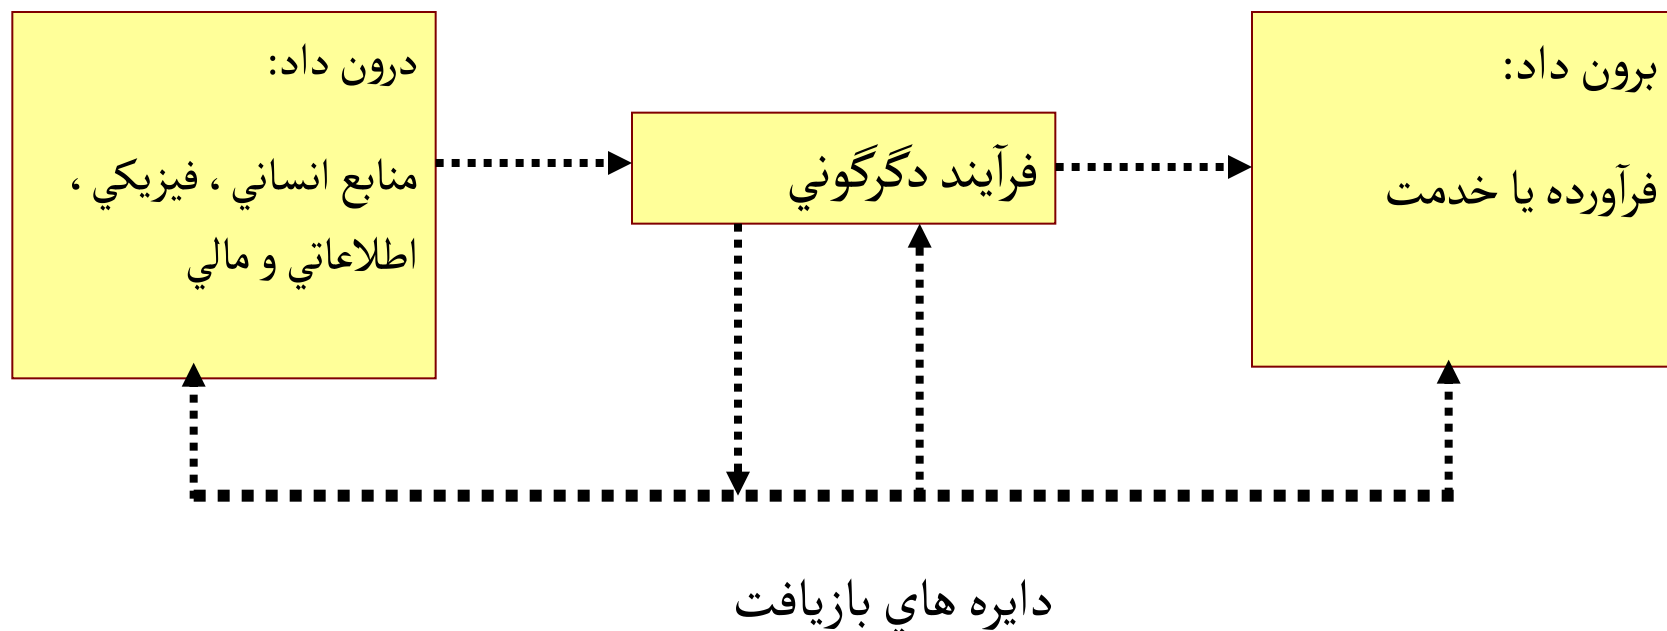 درون داد:
منابع انساني ، فيزيكي ،
اطلاعاتي و مالي
فرآيند دگرگوني
برون داد:
فرآورده يا خدمت
دايره هاي بازيافت